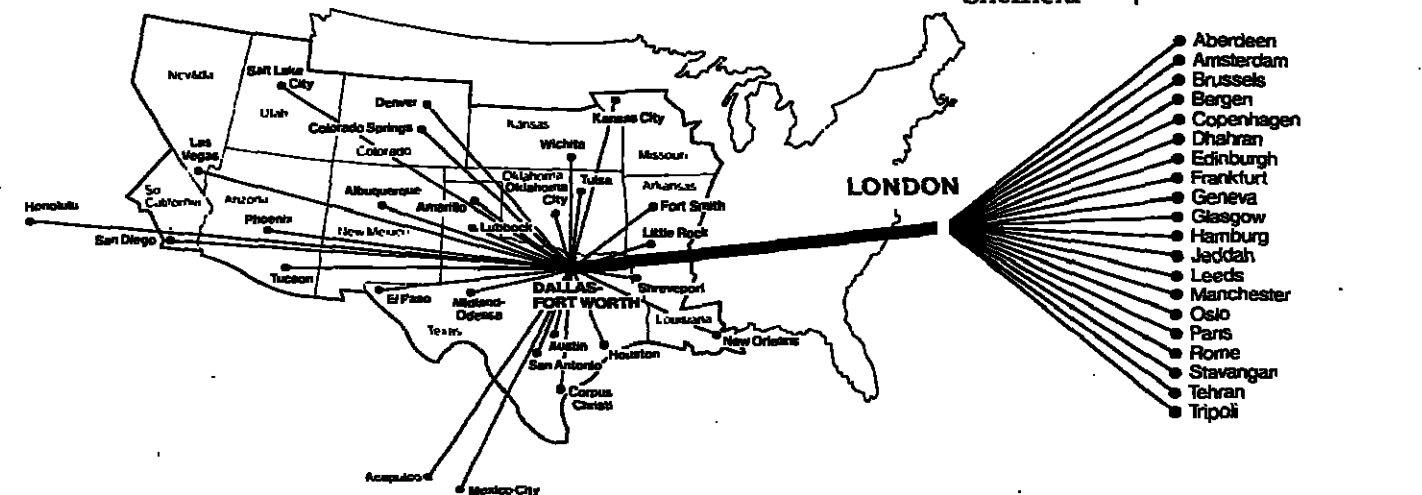 Sheffield
Nevada
Salt Lake
City
Utah
Denver
Colorado Springs
Colorado
Kansas
Kansas City
Wichita
Missouri
Las
Vegas
So
California
Arizona
Phoenix
Albuquerque
New Mexico
Amarillo
Lubbock
Oklahoma
Oklahoma
City
Tulsa
Arkansas
Fort Smith
Little Rock
Honolulu
San Diego
Tucson
El Paso
Midland-
Odessa
Texas
DALLAS-
FORT WORTH
Shreveport
Louisiana
New Orleans
Austin
San Antonio
Houston
Corpus
Christi
Acapulco
Mexico City
LONDON
Aberdeen
Amsterdam
Brussels
Bergen
Copenhagen
Dhahran
Edinburgh
Frankfurt
Geneva
Glasgow
Hamburg
Jeddah
Leeds
Manchester
Oslo
Paris
Rome
Stavangar
Tehran
Tripoli